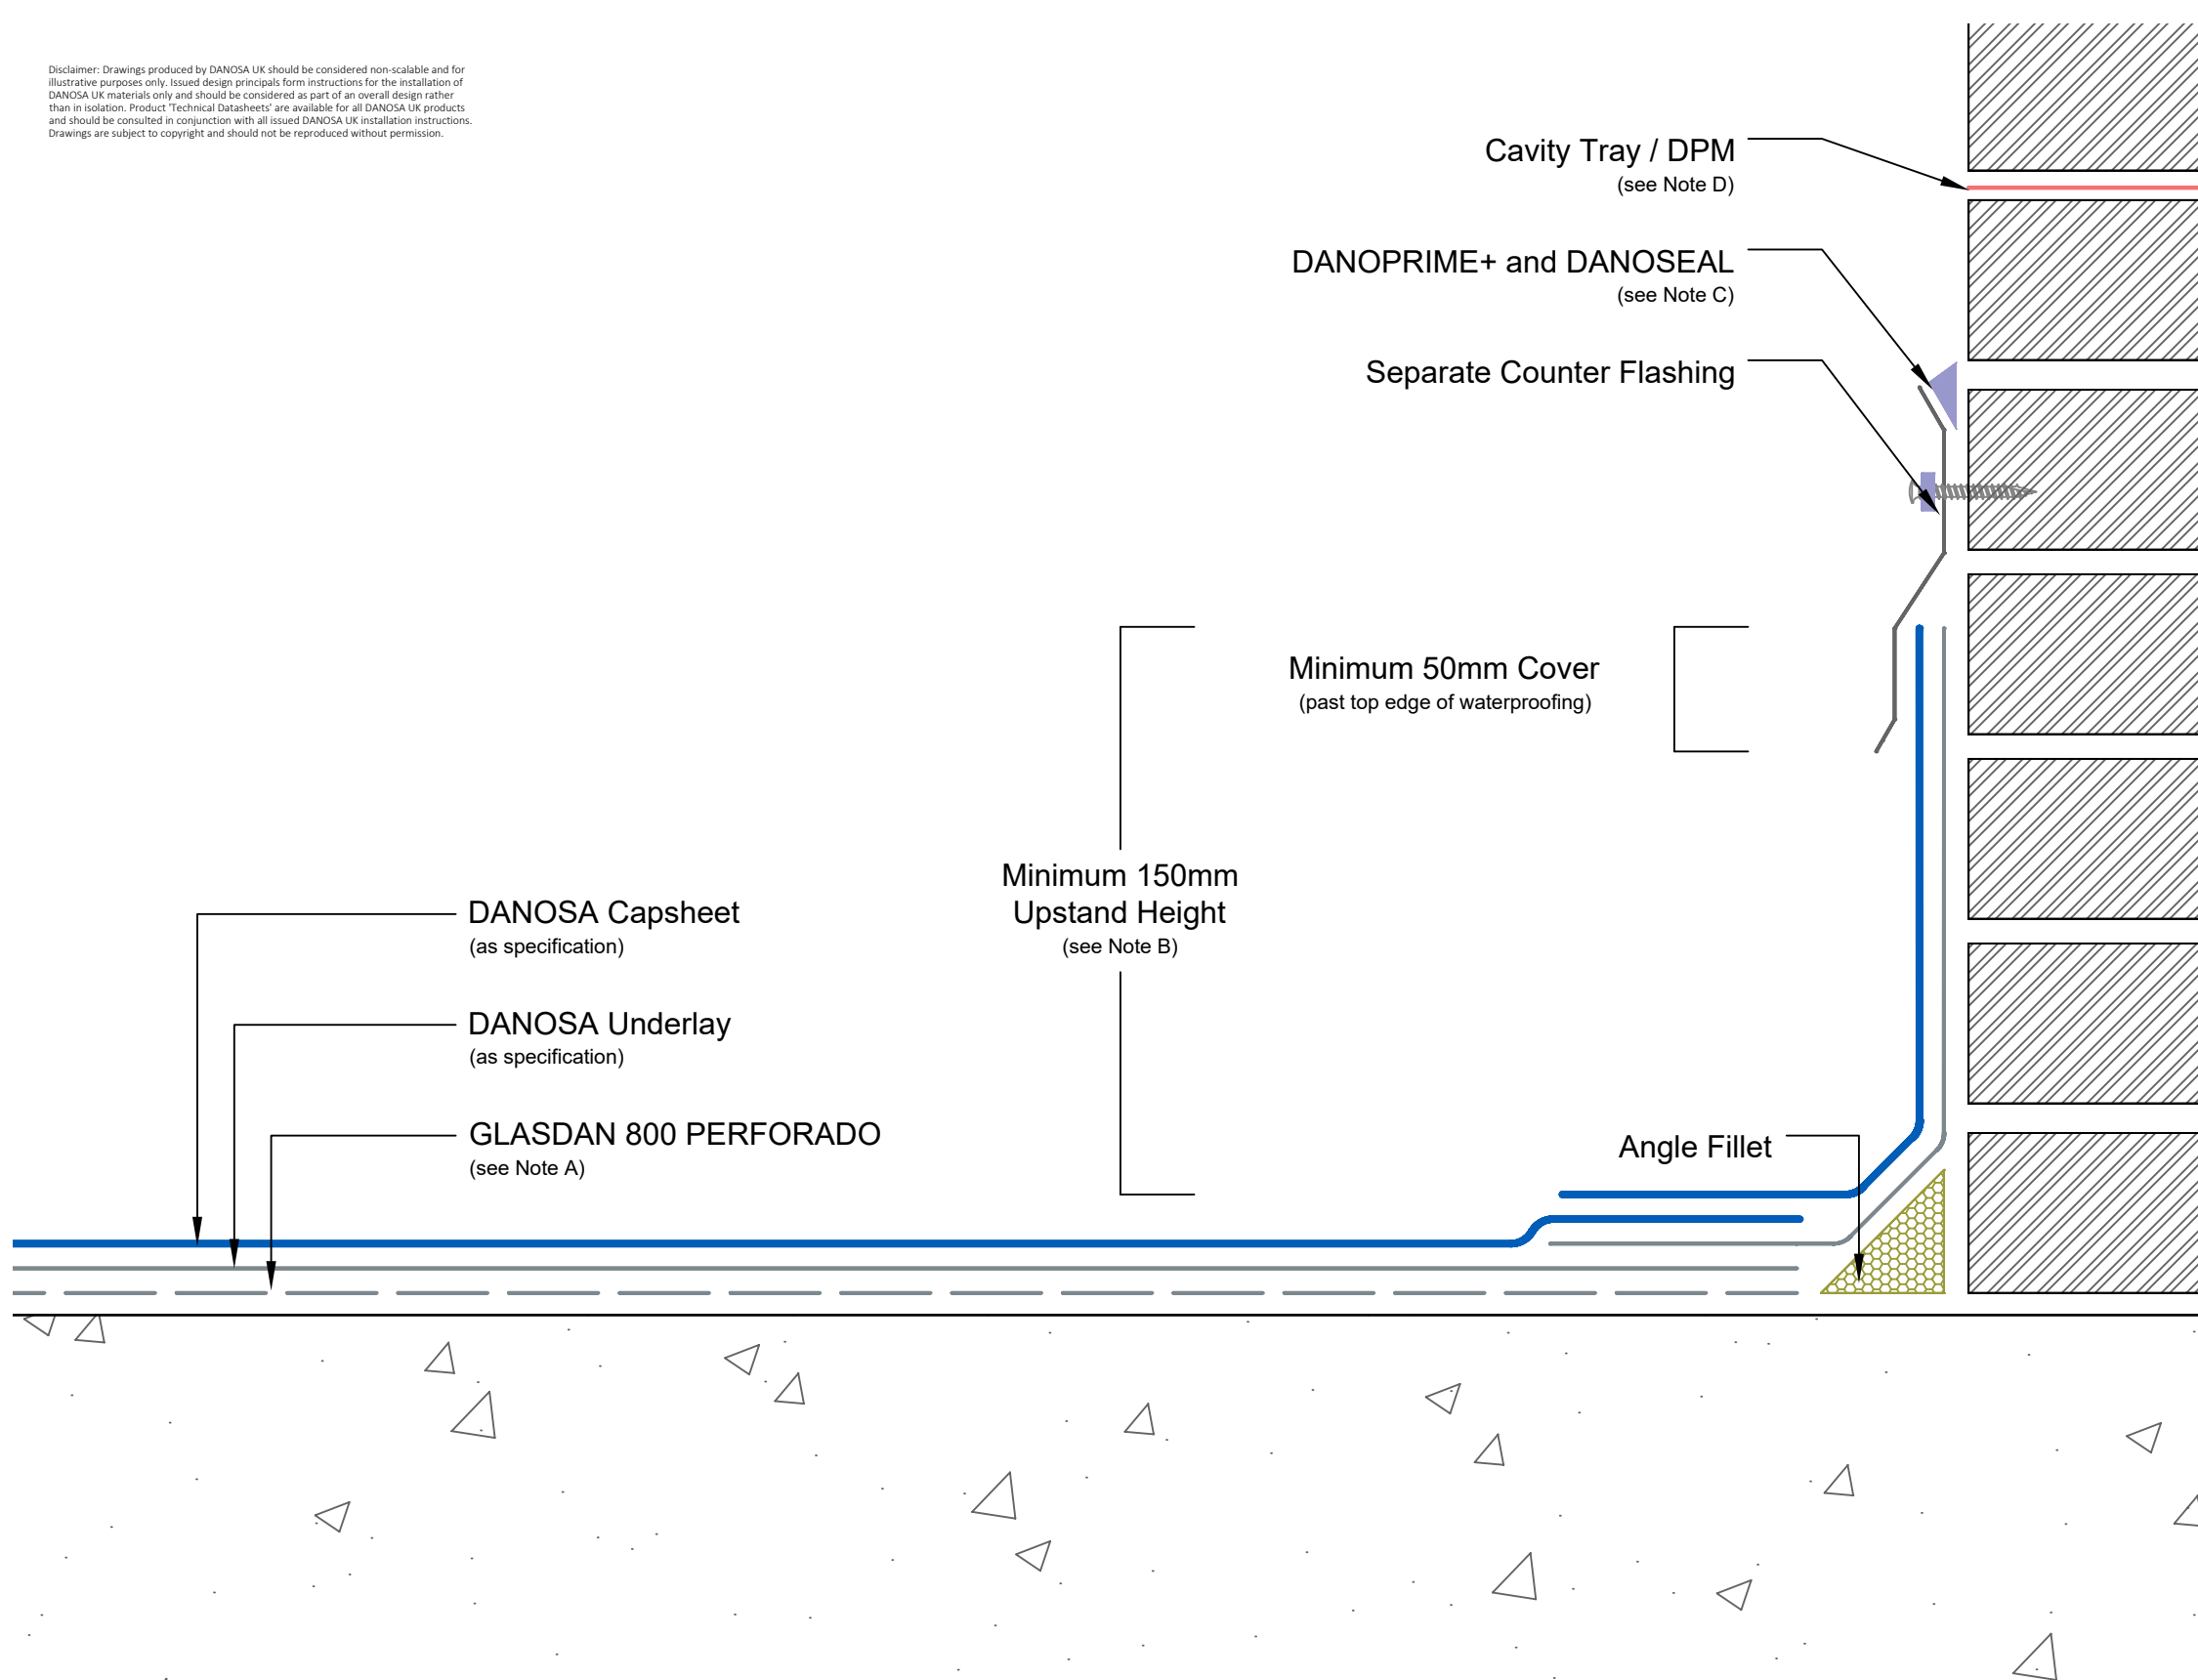 Disclaimer: Drawings produced by DANOSA UK should be considered non-scalable and for
illustrative purposes only. Issued design principals form instructions for the installation of
DANOSA UK materials only and should be considered as part of an overall design rather
than in isolation. Product 'Technical Datasheets' are available for all DANOSA UK products
and should be consulted in conjunction with all issued DANOSA UK installation instructions.
Drawings are subject to copyright and should not be reproduced without permission.
Cavity Tray / DPM
(see Note D)
DANOPRIME+ and DANOSEAL
(see Note C)
Separate Counter Flashing
Minimum 50mm Cover
(past top edge of waterproofing)
Minimum 150mm
Upstand Height
(see Note B)
DANOSA Capsheet
(as specification)
DANOSA Underlay
(as specification)
GLASDAN 800 PERFORADO
(see Note A)
Angle Fillet